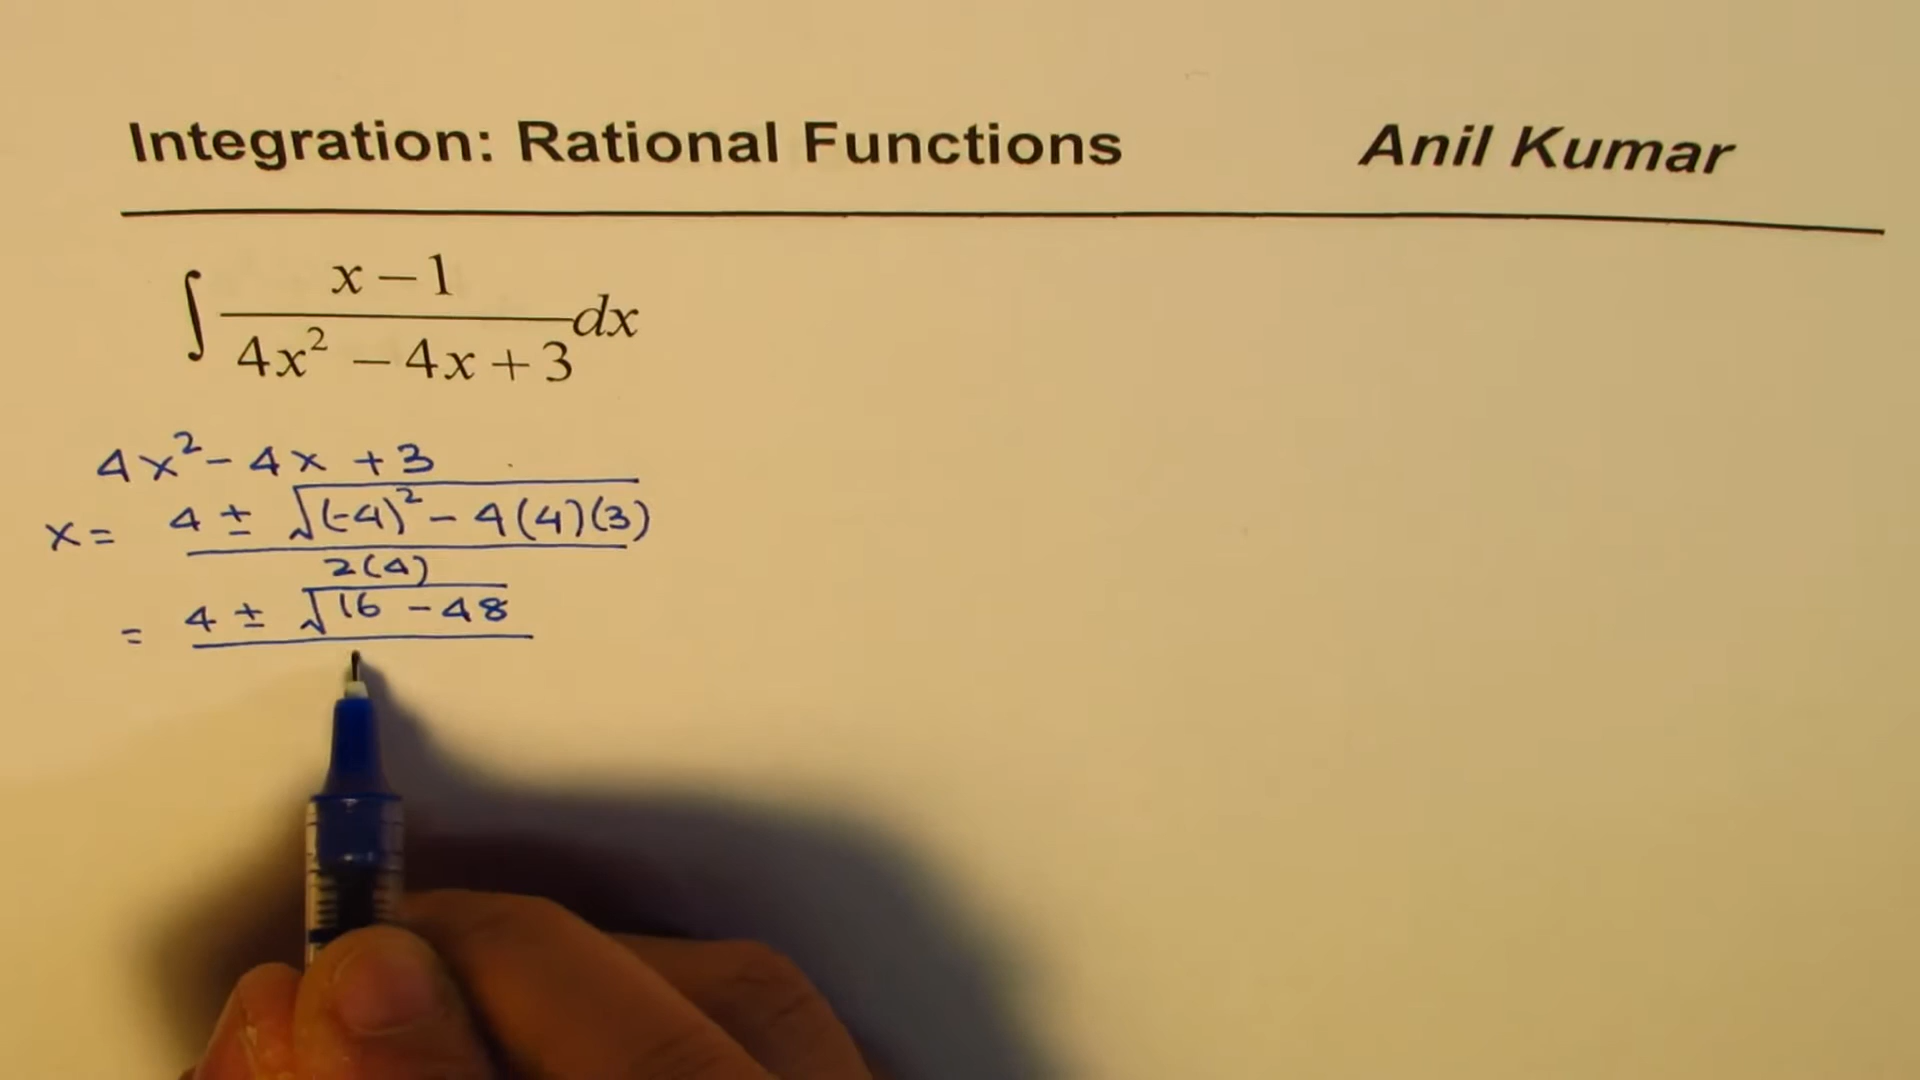 Integration: Rational Functions Anil Kumar
∫ (x − 1)/(4x² − 4x + 3) dx
4x² - 4x + 3
x = (4 ± √((-4)² - 4(4)(3)))/(2(4))
= 4 ± √(16 - 48)